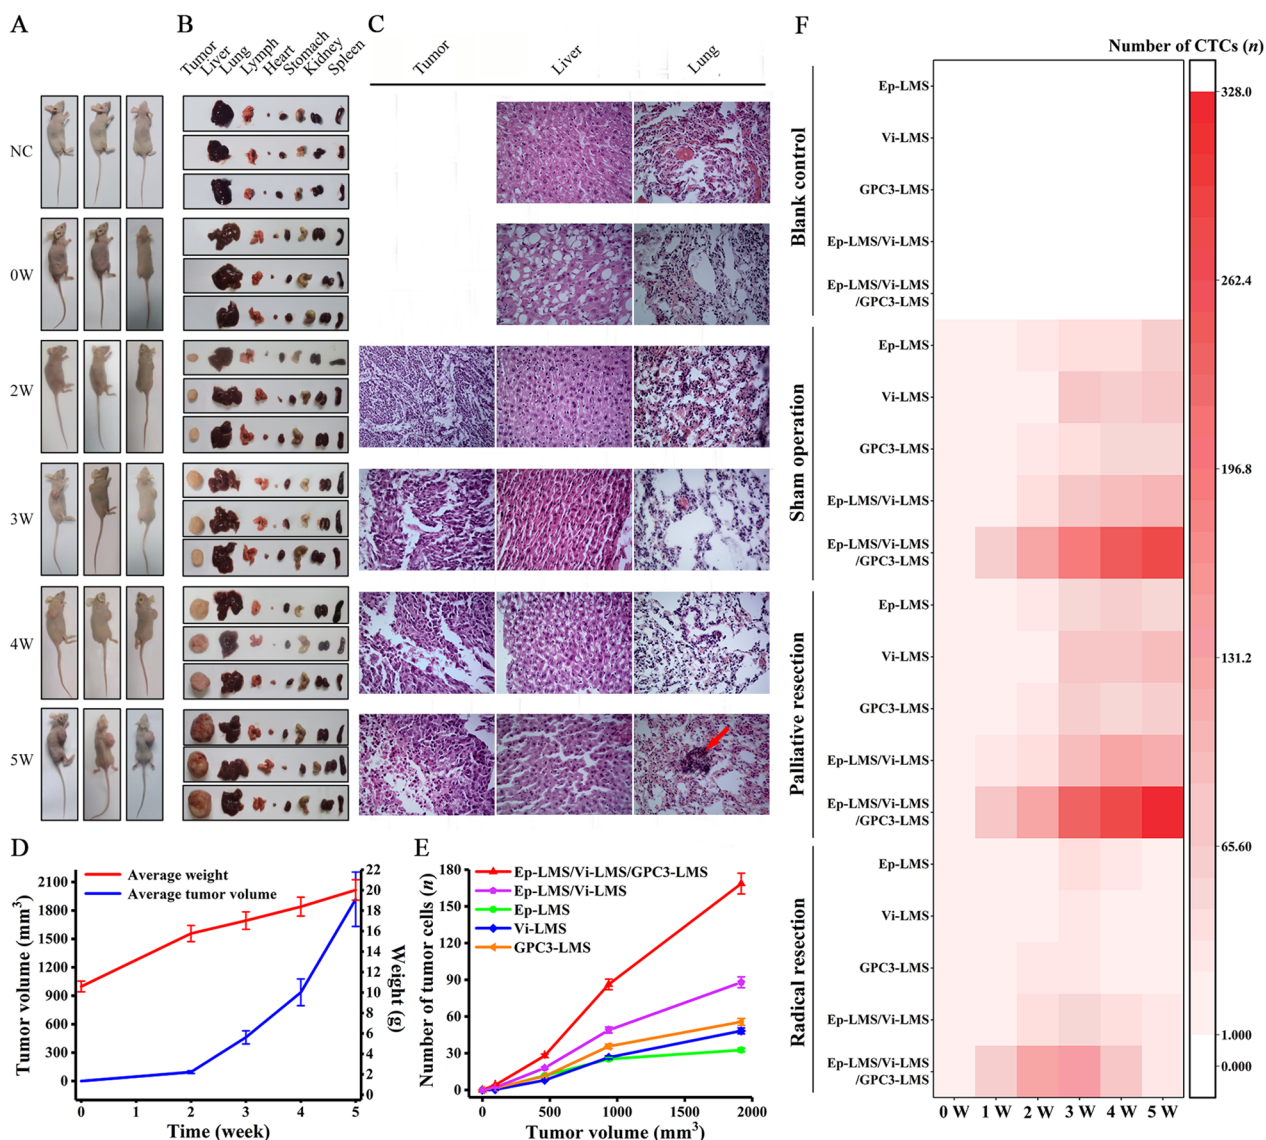 A
B
C
F
Tumor
Liver
Lung
Lymph
Heart
Stomach
Kidney
Spleen
Tumor
Liver
Lung
NC
0W
2W
3W
4W
5W
Number of CTCs (n)
Blank control
Ep-LMS
Vi-LMS
GPC3-LMS
Ep-LMS/Vi-LMS
Ep-LMS/Vi-LMS
/GPC3-LMS
Sham operation
Ep-LMS
Vi-LMS
GPC3-LMS
Ep-LMS/Vi-LMS
Ep-LMS/Vi-LMS
/GPC3-LMS
Palliative resection
Ep-LMS
Vi-LMS
GPC3-LMS
Ep-LMS/Vi-LMS
Ep-LMS/Vi-LMS
/GPC3-LMS
Radical resection
Ep-LMS
Vi-LMS
GPC3-LMS
Ep-LMS/Vi-LMS
Ep-LMS/Vi-LMS
/GPC3-LMS
0 W 1 W 2 W 3 W 4 W 5 W
328.0
262.4
196.8
131.2
65.60
1.000
0.000
D
Average weight
Average tumor volume
Tumor volume (mm³)
2100
1800
1500
1200
900
600
300
0
Weight (g)
22
20
18
16
14
12
10
8
6
4
2
0
0 1 2 3 4 5
Time (week)
E
Ep-LMS/Vi-LMS/GPC3-LMS
Ep-LMS/Vi-LMS
Ep-LMS
Vi-LMS
GPC3-LMS
Number of tumor cells (n)
180
150
120
90
60
30
0
0 500 1000 1500 2000
Tumor volume (mm³)